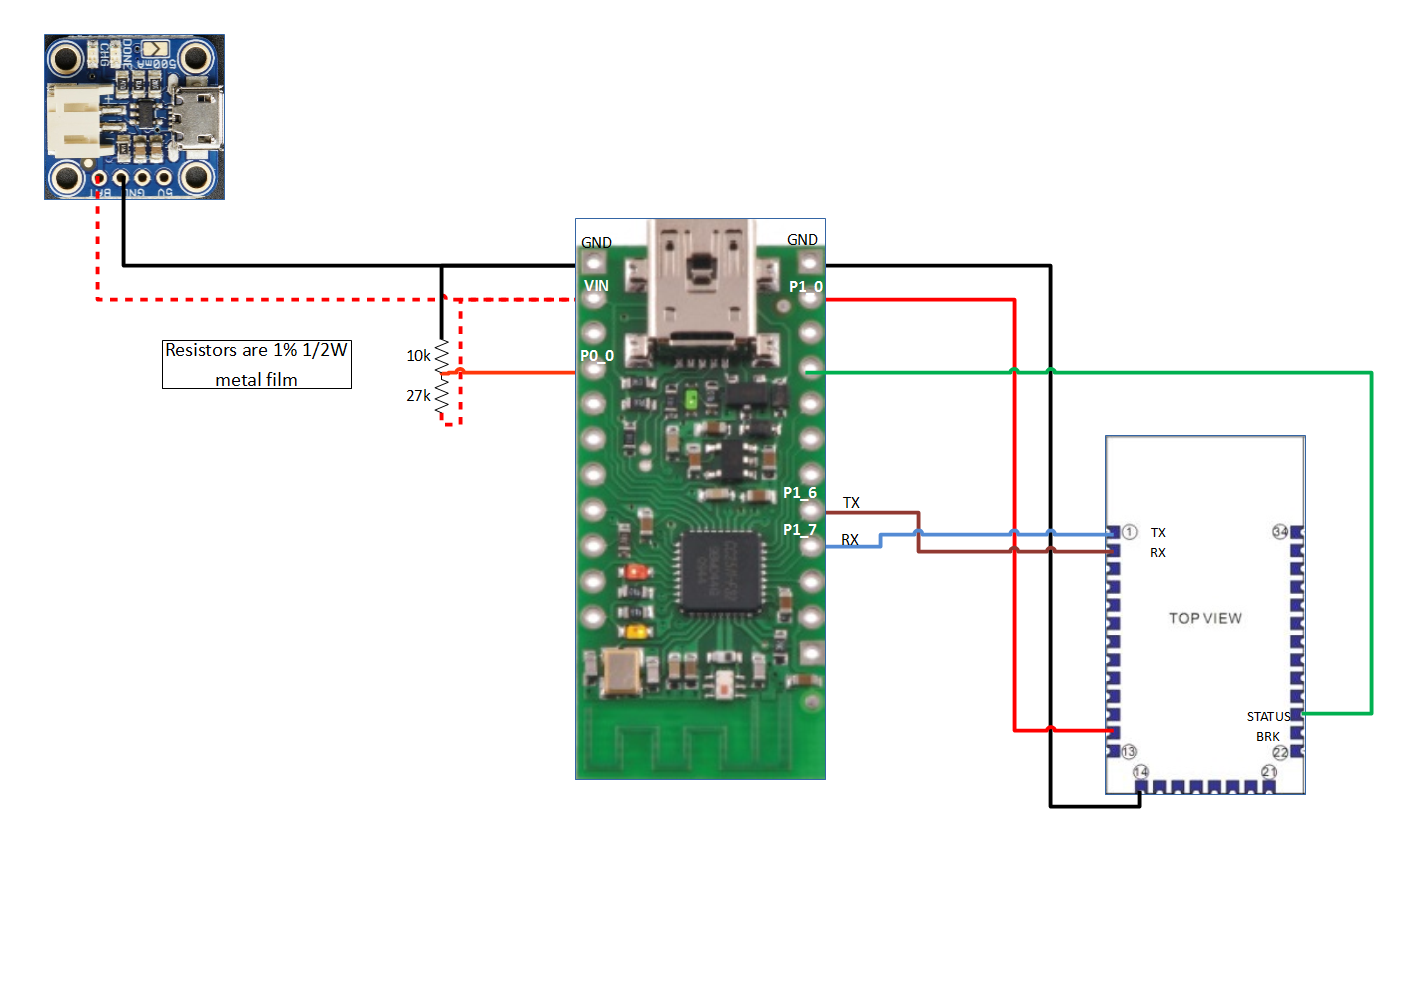 DONE
CHG
500mA
BAT
GND
5V
GND
GND
VIN
P1_0
Resistors are 1% 1/2W
metal film
10k
P0_0
27k
P1_6
TX
P1_7
RX
1
TX
34
RX
TOP VIEW
STATUS
BRK
13
22
14
21